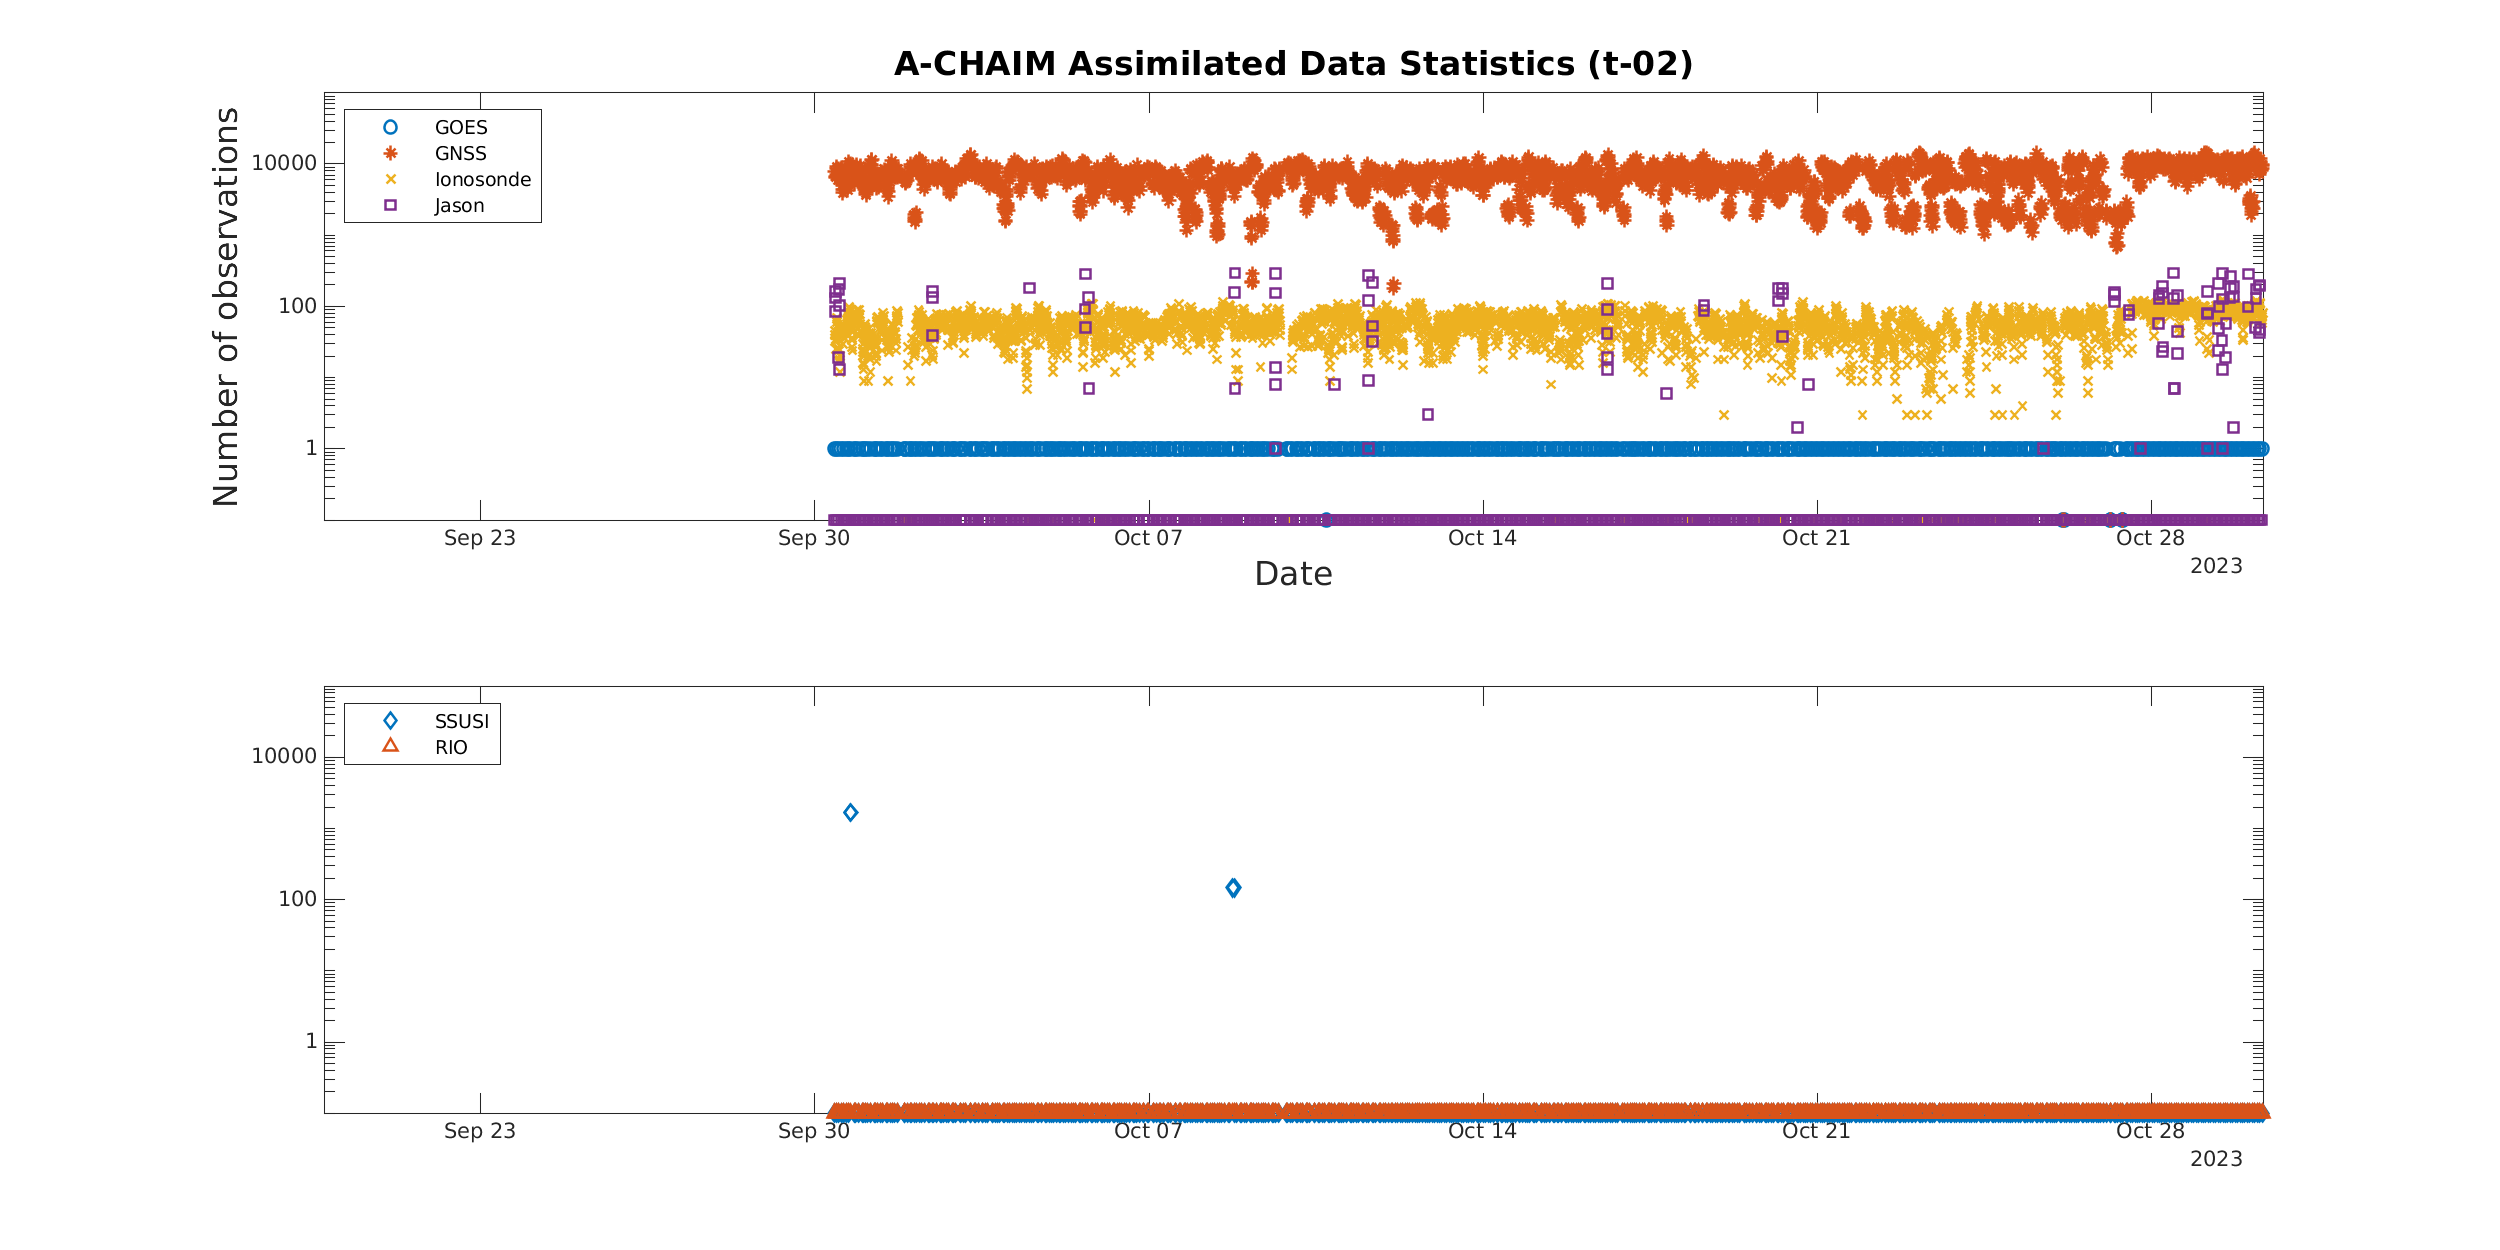 A-CHAIM Assimilated Data Statistics (t-02)
Number of observations
GOES
GNSS
Ionosonde
Jason
10000
100
1
Sep 23
Sep 30
Oct 07
Oct 14
Oct 21
Oct 28
2023
Date
SSUSI
RIO
10000
100
1
Sep 23
Sep 30
Oct 07
Oct 14
Oct 21
Oct 28
2023